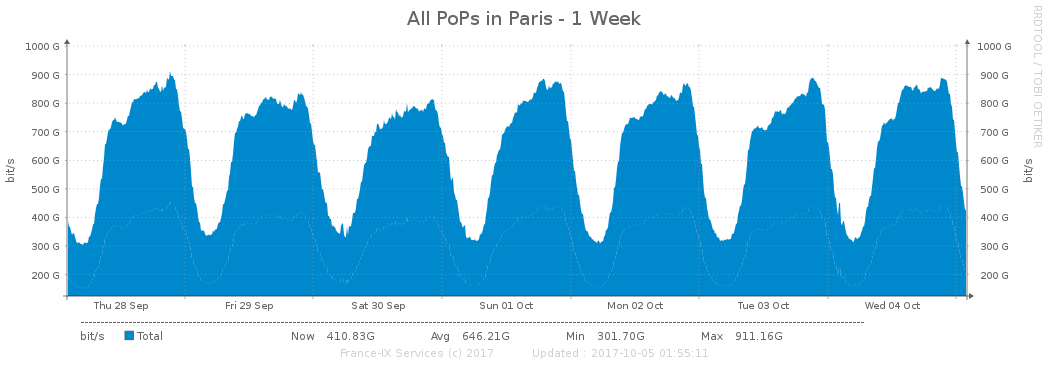 All PoPs in Paris - 1 Week
RRDTOOL / TOBI OETIKER
1000 G 1000 G
900 G 900 G
800 G 800 G
700 G 700 G
600 G 600 G
500 G 500 G
400 G 400 G
300 G 300 G
200 G 200 G
bit/s bit/s
Thu 28 Sep Fri 29 Sep Sat 30 Sep Sun 01 Oct Mon 02 Oct Tue 03 Oct Wed 04 Oct
bit/s Total Now 410.83G Avg 646.21G Min 301.70G Max 911.16G
France-IX Services (c) 2017 Updated : 2017-10-05 01:55:11